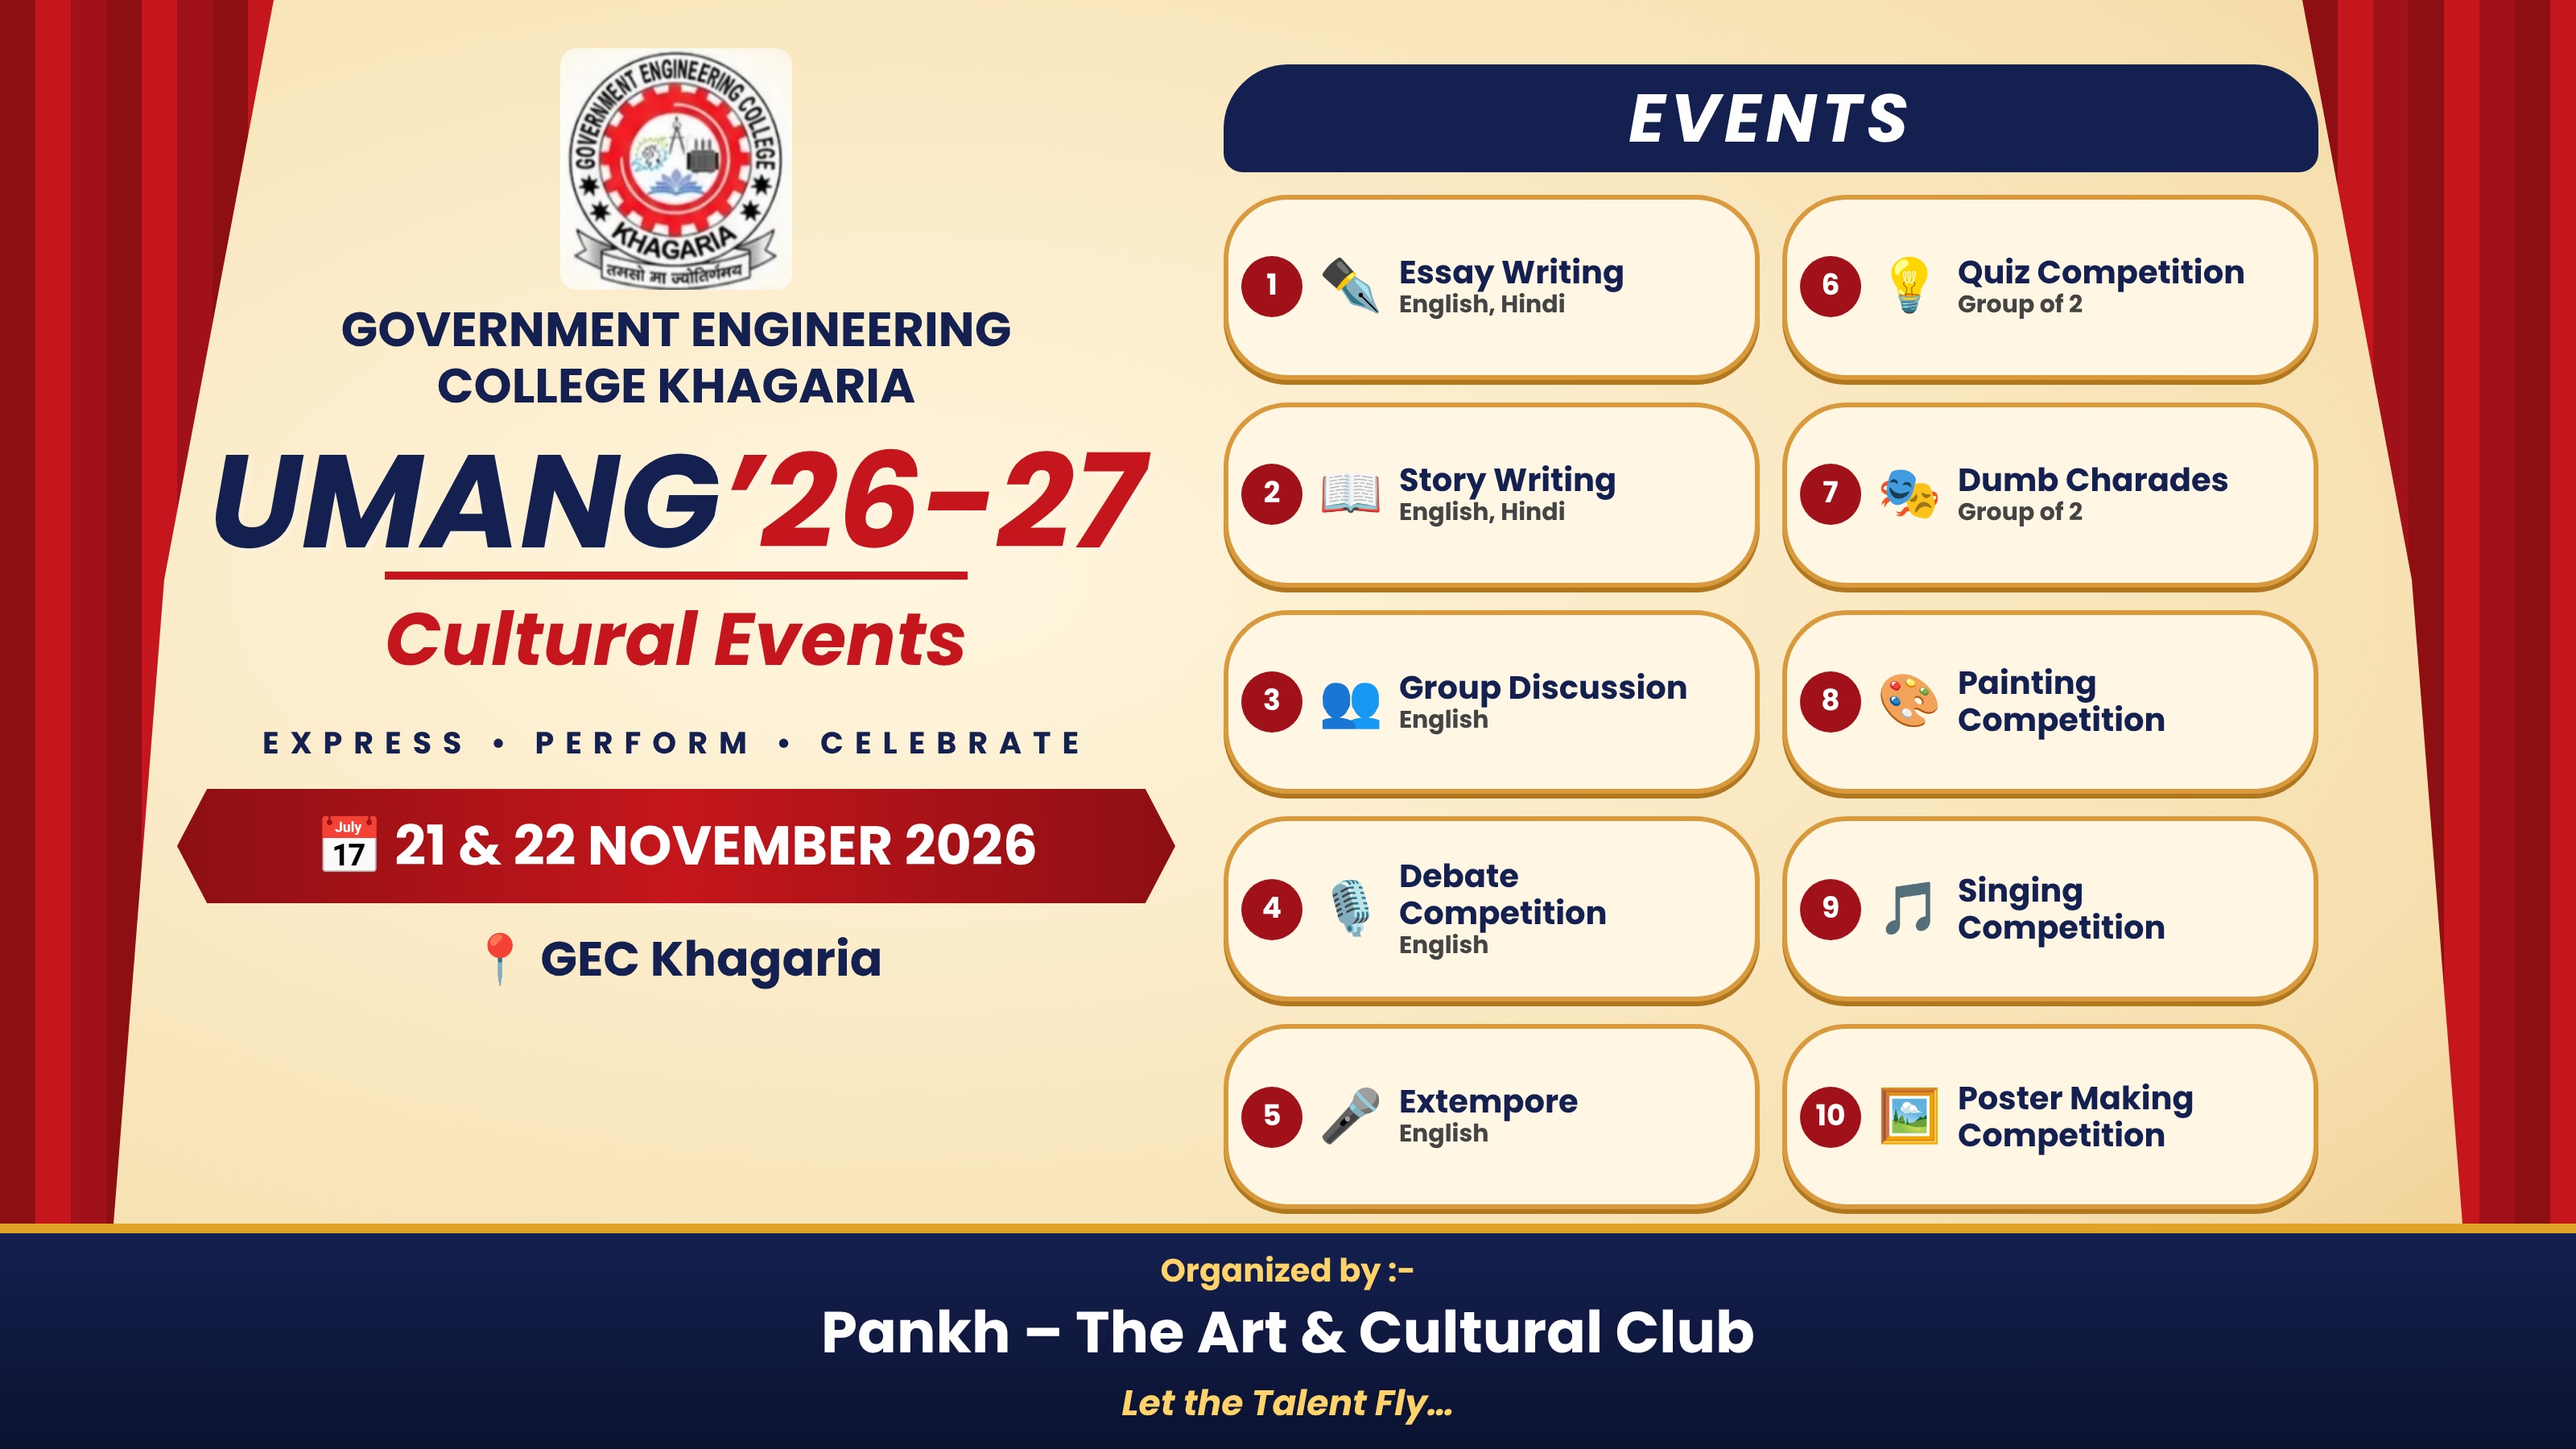 GOVERNMENT ENGINEERING COLLEGE
KHAGARIA
तमसो मा ज्योतिर्गमय
GOVERNMENT ENGINEERING
COLLEGE KHAGARIA
UMANG’26-27
Cultural Events
EXPRESS • PERFORM • CELEBRATE
July
17
21 & 22 NOVEMBER 2026
GEC Khagaria
EVENTS
1
Essay Writing
English, Hindi
2
Story Writing
English, Hindi
3
Group Discussion
English
4
Debate
Competition
English
5
Extempore
English
6
Quiz Competition
Group of 2
7
Dumb Charades
Group of 2
8
Painting
Competition
9
Singing
Competition
10
Poster Making
Competition
Organized by :-
Pankh – The Art & Cultural Club
Let the Talent Fly...